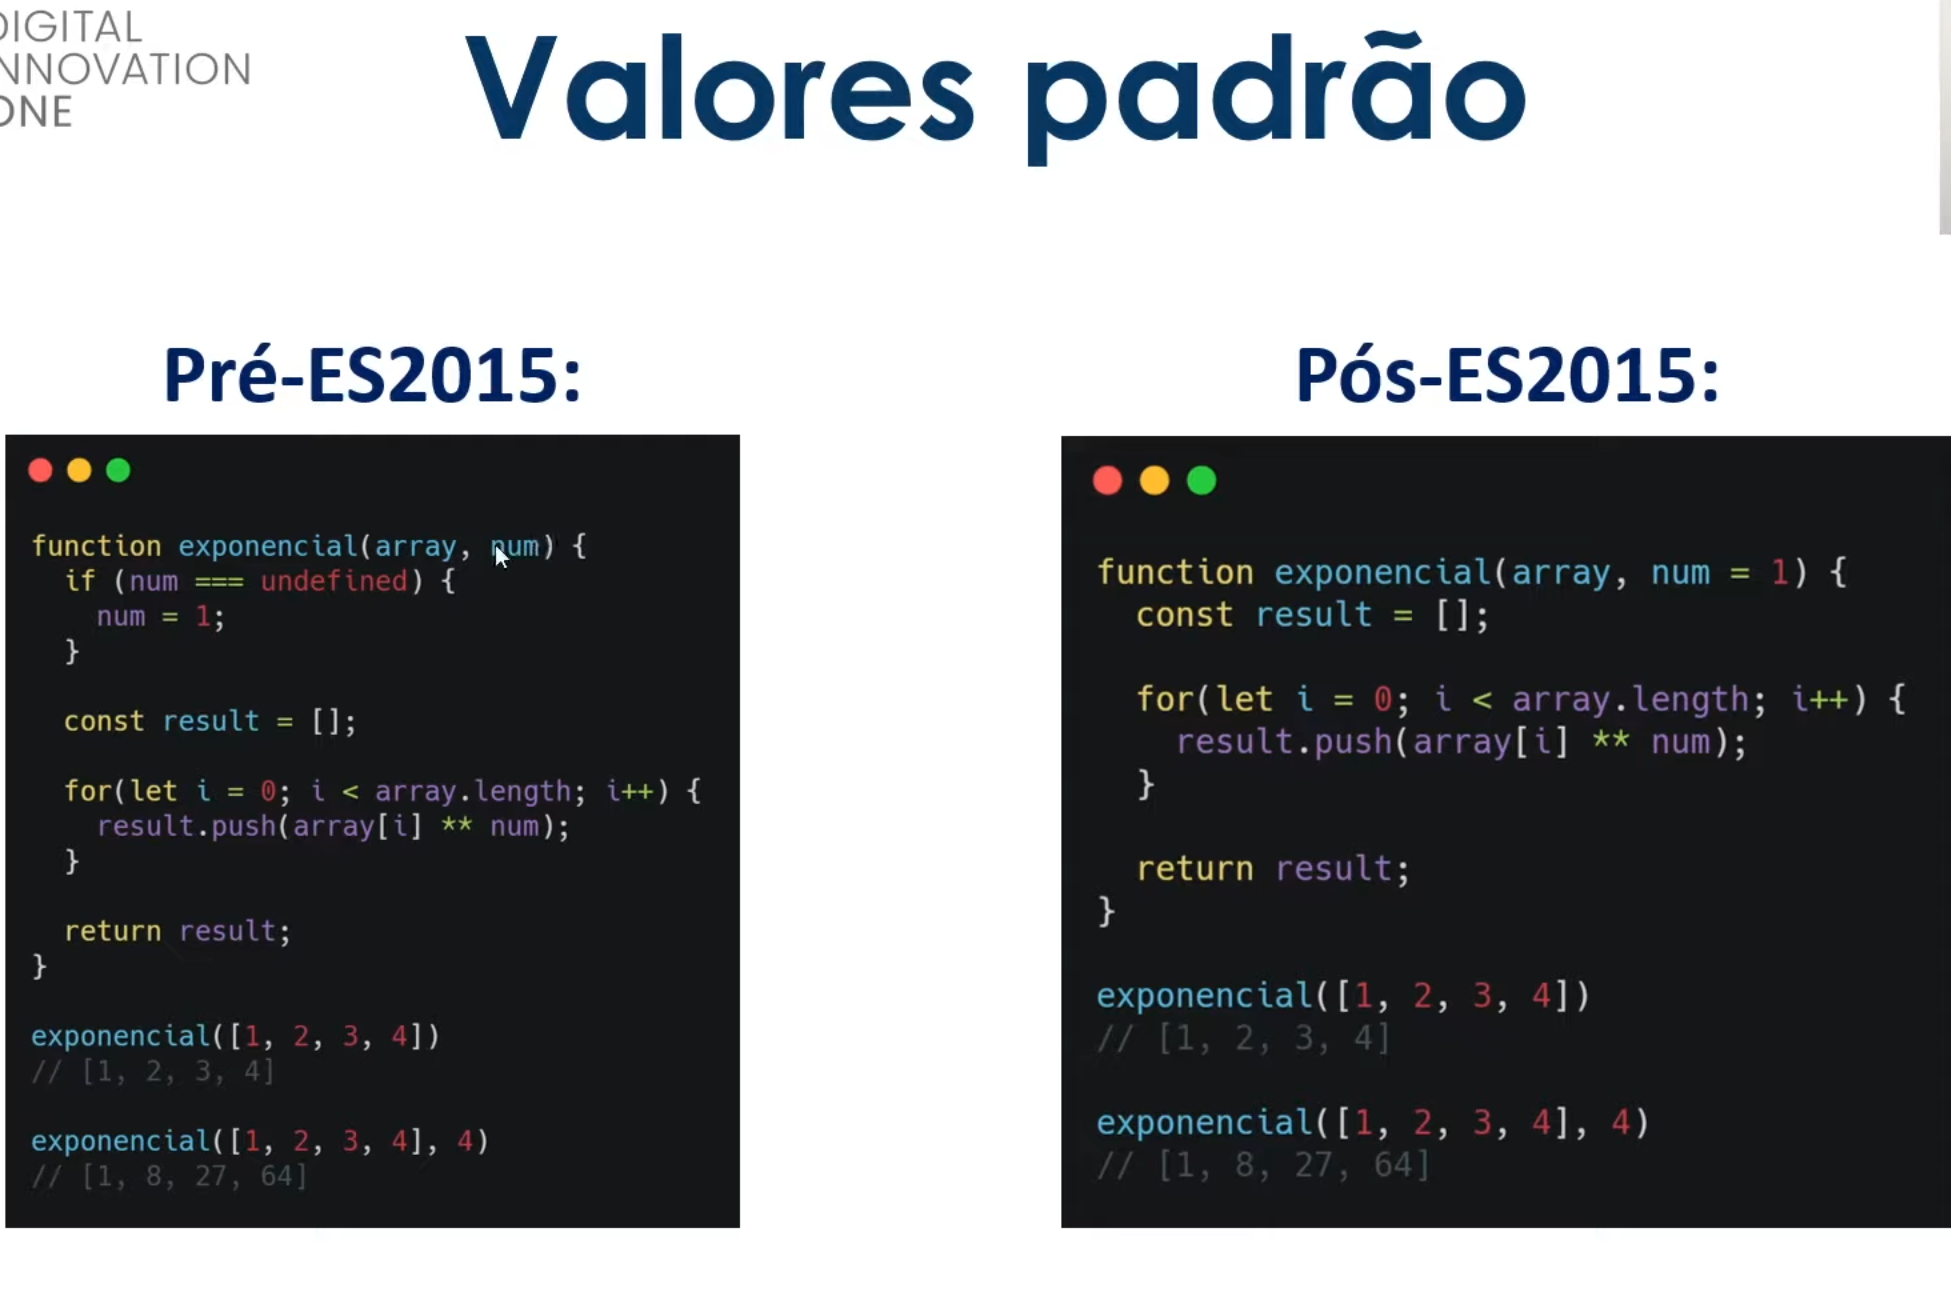 DIGITAL
INNOVATION
ONE
Valores padrão
Pré-ES2015:
function exponencial(array, num) {
  if (num === undefined) {
    num = 1;
  }

  const result = [];

  for(let i = 0; i < array.length; i++) {
    result.push(array[i] ** num);
  }

  return result;
}

exponencial([1, 2, 3, 4])
// [1, 2, 3, 4]

exponencial([1, 2, 3, 4], 4)
// [1, 8, 27, 64]
Pós-ES2015:
function exponencial(array, num = 1) {
  const result = [];

  for(let i = 0; i < array.length; i++) {
    result.push(array[i] ** num);
  }

  return result;
}

exponencial([1, 2, 3, 4])
// [1, 2, 3, 4]

exponencial([1, 2, 3, 4], 4)
// [1, 8, 27, 64]